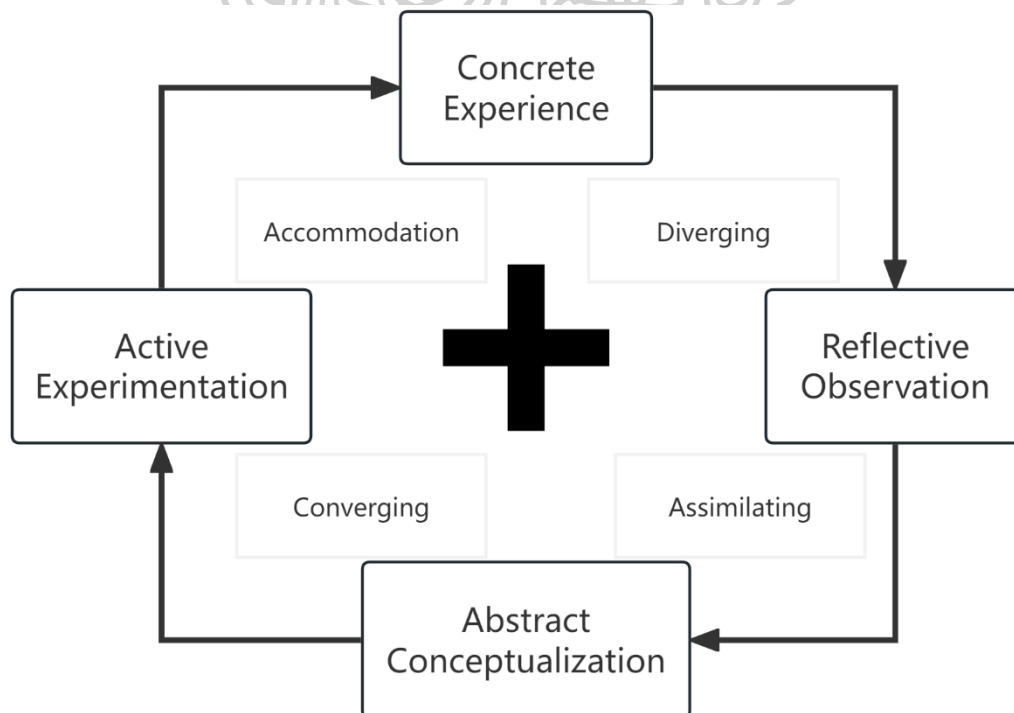 Concrete
Experience
Accommodation
Diverging
Active
Experimentation
Reflective
Observation
Converging
Assimilating
Abstract
Conceptualization